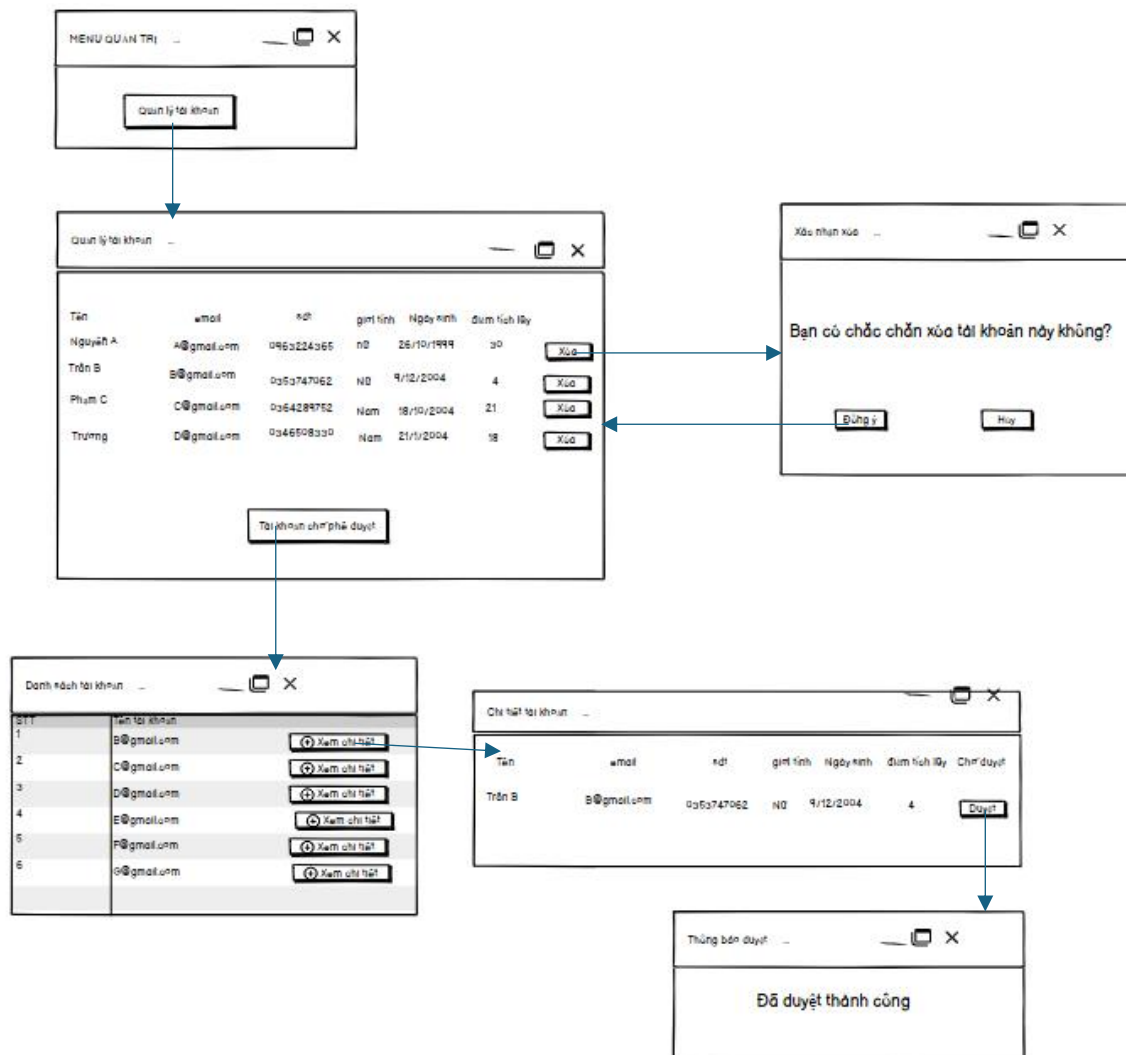 MENU QUẢN TRỊ ...
Quản lý tài khoản
Quản lý tài khoản ...
Tên email sdt giới tính Ngày sinh điểm tích lũy
Nguyễn A A@gmail.com 0963224365 nữ 26/10/1999 30 Xóa
Trần B B@gmail.com 0353747062 Nữ 9/12/2004 4 Xóa
Phạm C C@gmail.com 0364289752 Nam 18/10/2004 21 Xóa
Trương D@gmail.com 0346508330 Nam 21/1/2004 18 Xóa
Tài khoản chờ phê duyệt
Xác nhận xóa ...
Bạn có chắc chắn xóa tài khoản này không?
Đồng ý Hủy
Danh sách tài khoản ...
STT Tên tài khoản
1 B@gmail.com Xem chi tiết
2 C@gmail.com Xem chi tiết
3 D@gmail.com Xem chi tiết
4 E@gmail.com Xem chi tiết
5 F@gmail.com Xem chi tiết
6 G@gmail.com Xem chi tiết
Chi tiết tài khoản ...
Tên email sdt giới tính Ngày sinh điểm tích lũy Chờ duyệt
Trần B B@gmail.com 0353747062 Nữ 9/12/2004 4 Duyệt
Thông báo duyệt ...
Đã duyệt thành công